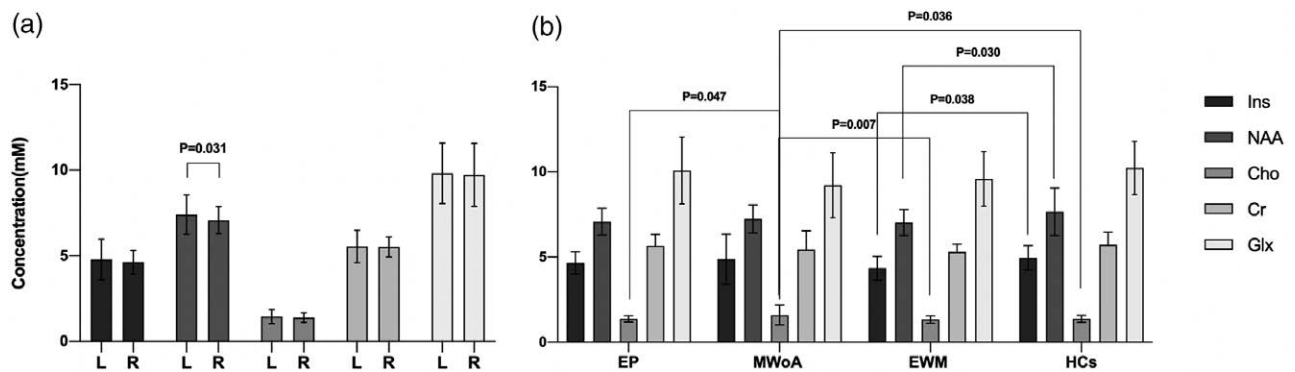 (a)
Concentration(mM)
15
10
5
0
P=0.031
L R L R L R L R L R
(b)
P=0.036
P=0.030
P=0.047
P=0.038
P=0.007
15
10
5
0
EP MWoA EWM HCs
Ins
NAA
Cho
Cr
Glx